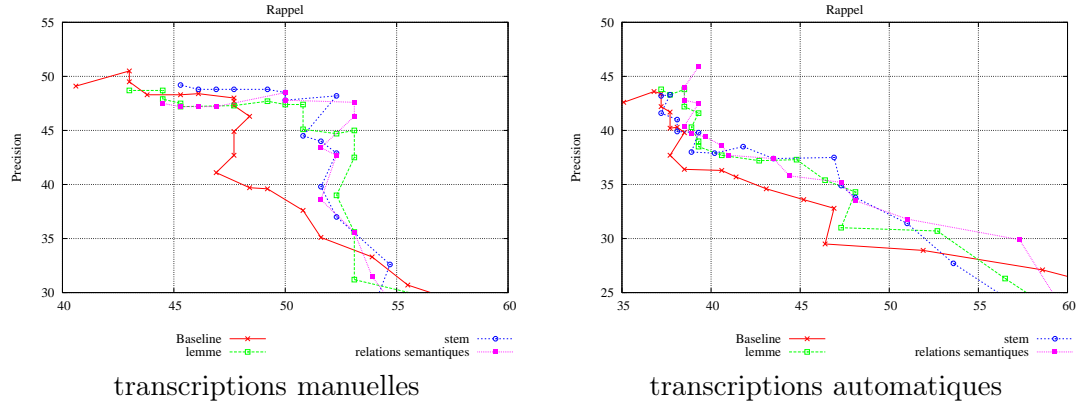 Rappel
55
50
45
40
35
30
Precision
40 45 50 55 60
Baseline
lemme
stem
relations semantiques
transcriptions manuelles
Rappel
50
45
40
35
30
25
Precision
35 40 45 50 55 60
Baseline
lemme
stem
relations semantiques
transcriptions automatiques